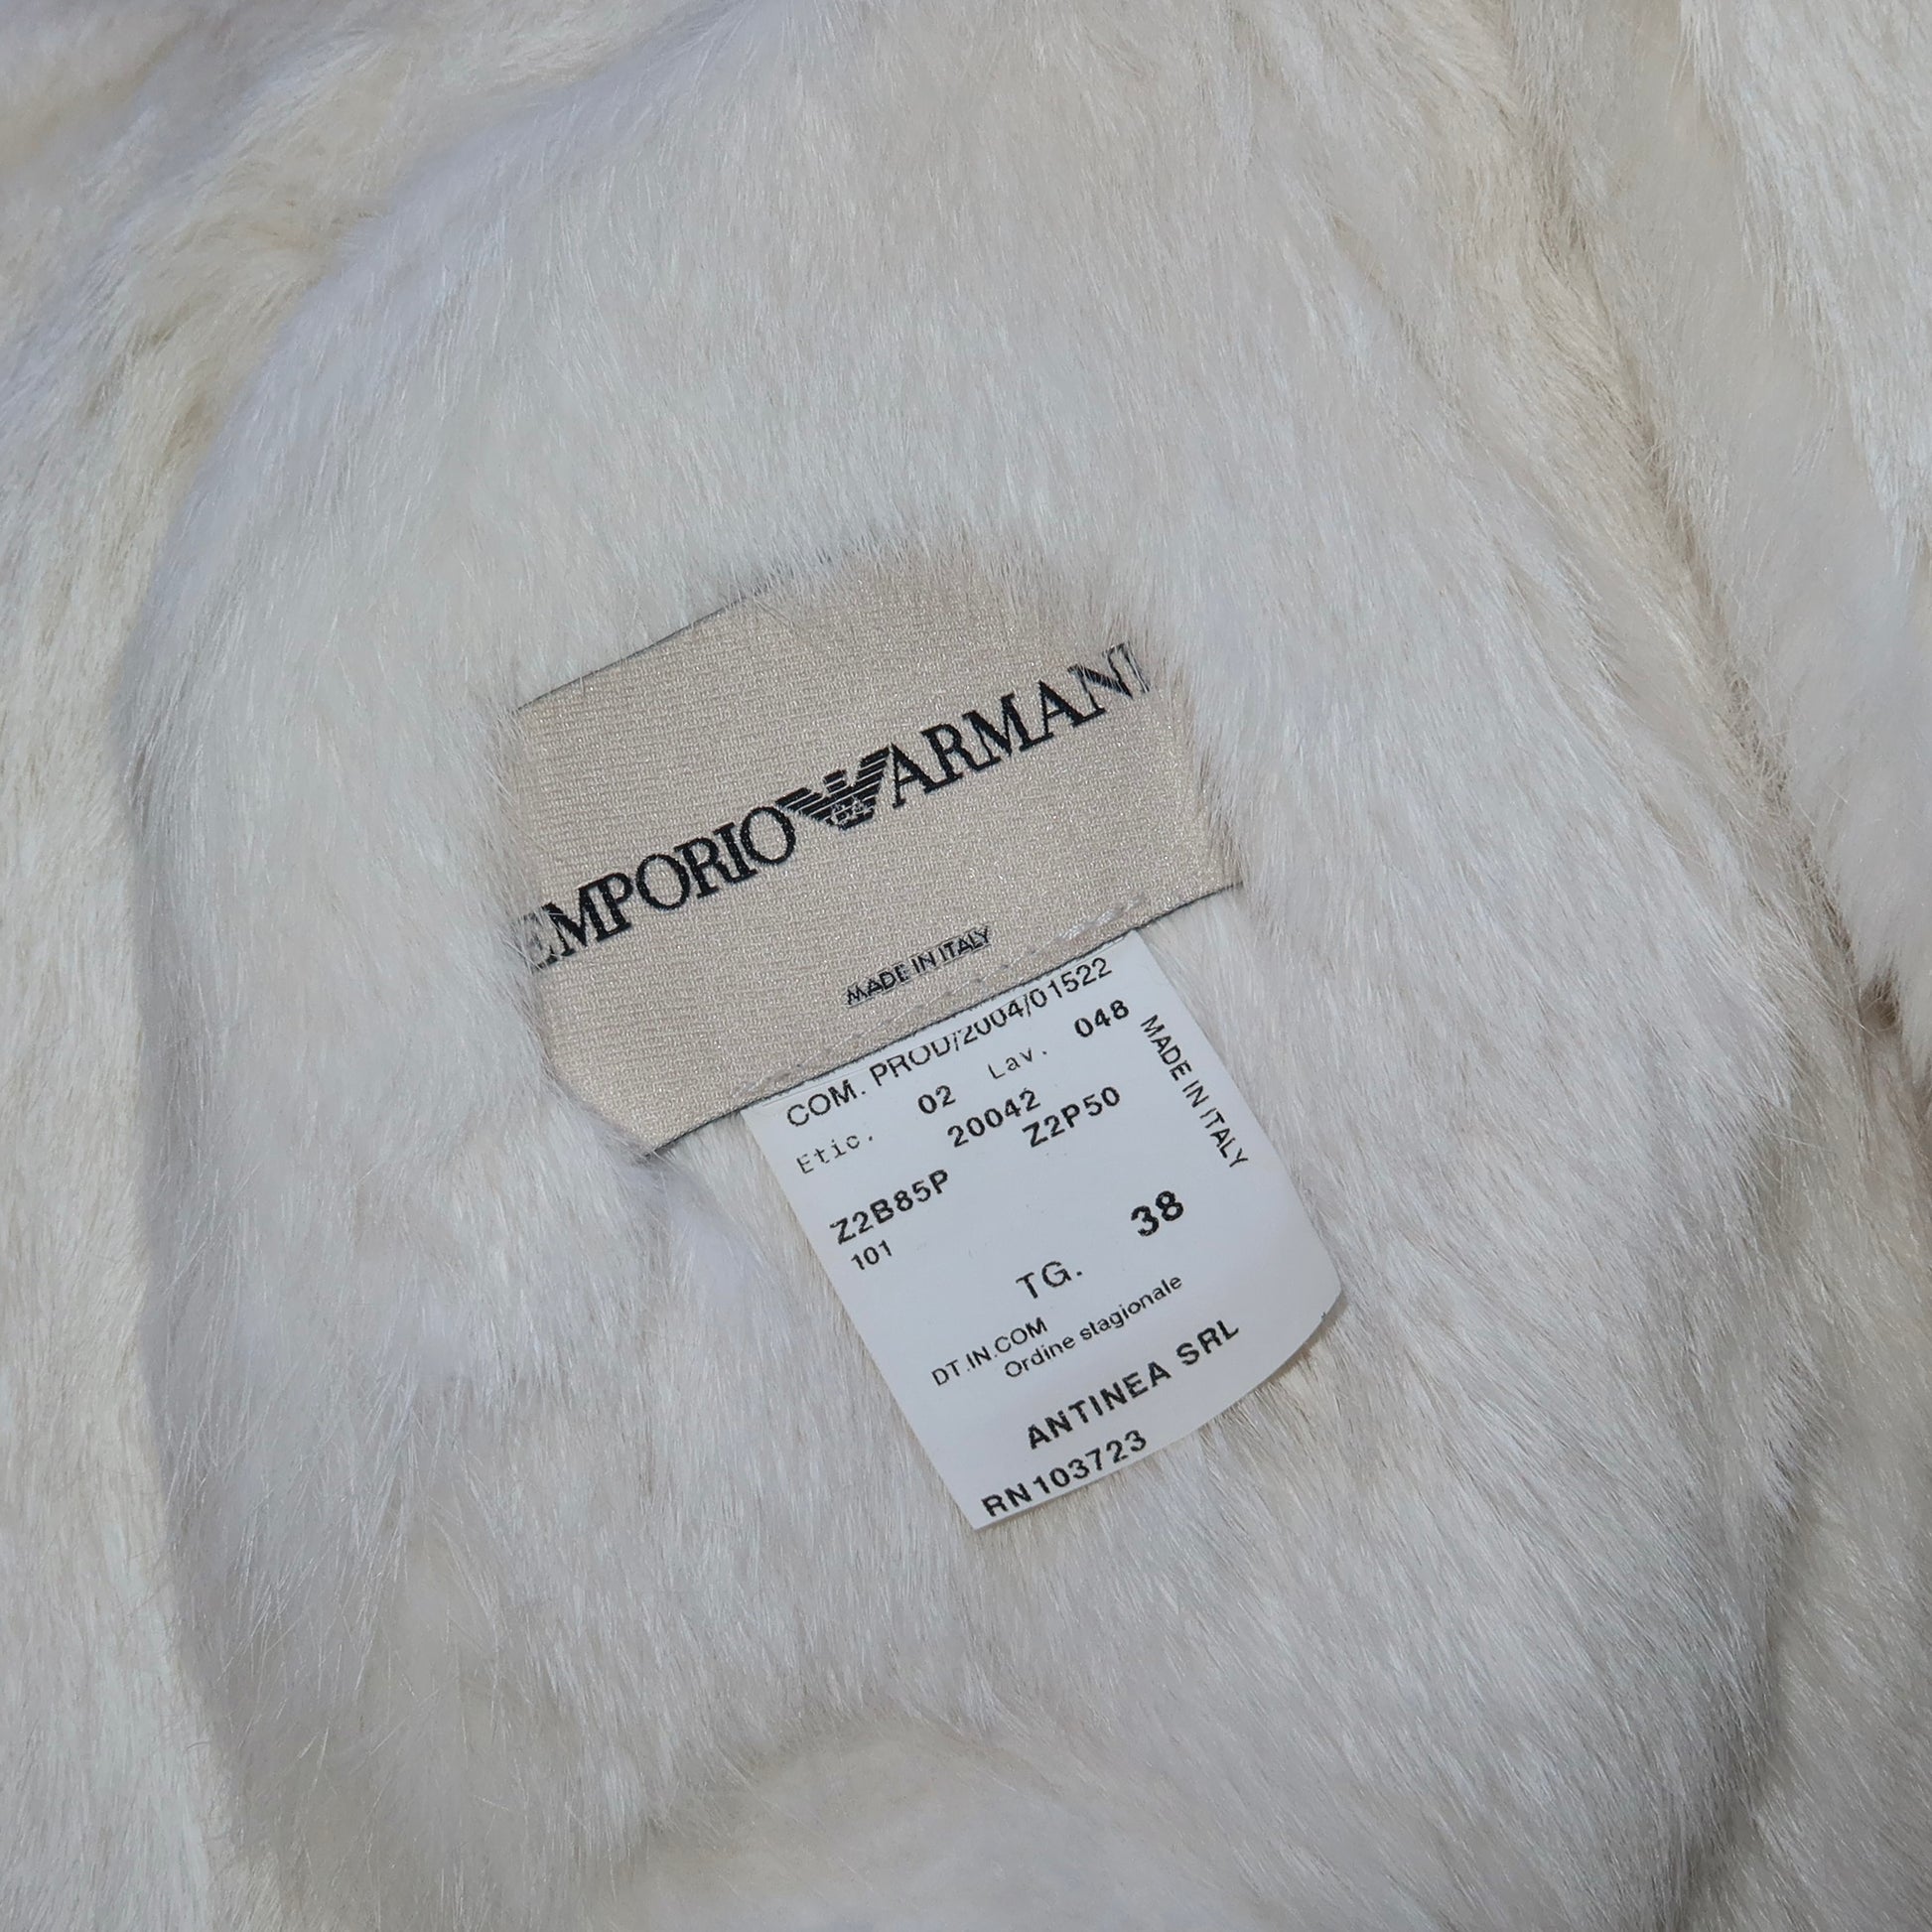 EMPORIO ARMANI
MADE IN ITALY
COM. PROD/2004/01522
Etic. 02 Lav. 048
20042
Z2B85P Z2P50
101
TG. 38
DT.IN.COM
Ordine stagionale
ANTINEA SRL
RN103723
MADE IN ITALY